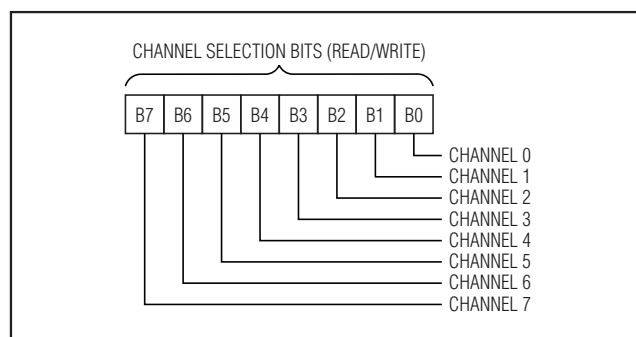 CHANNEL SELECTION BITS (READ/WRITE)
B7 B6 B5 B4 B3 B2 B1 B0
CHANNEL 0
CHANNEL 1
CHANNEL 2
CHANNEL 3
CHANNEL 4
CHANNEL 5
CHANNEL 6
CHANNEL 7